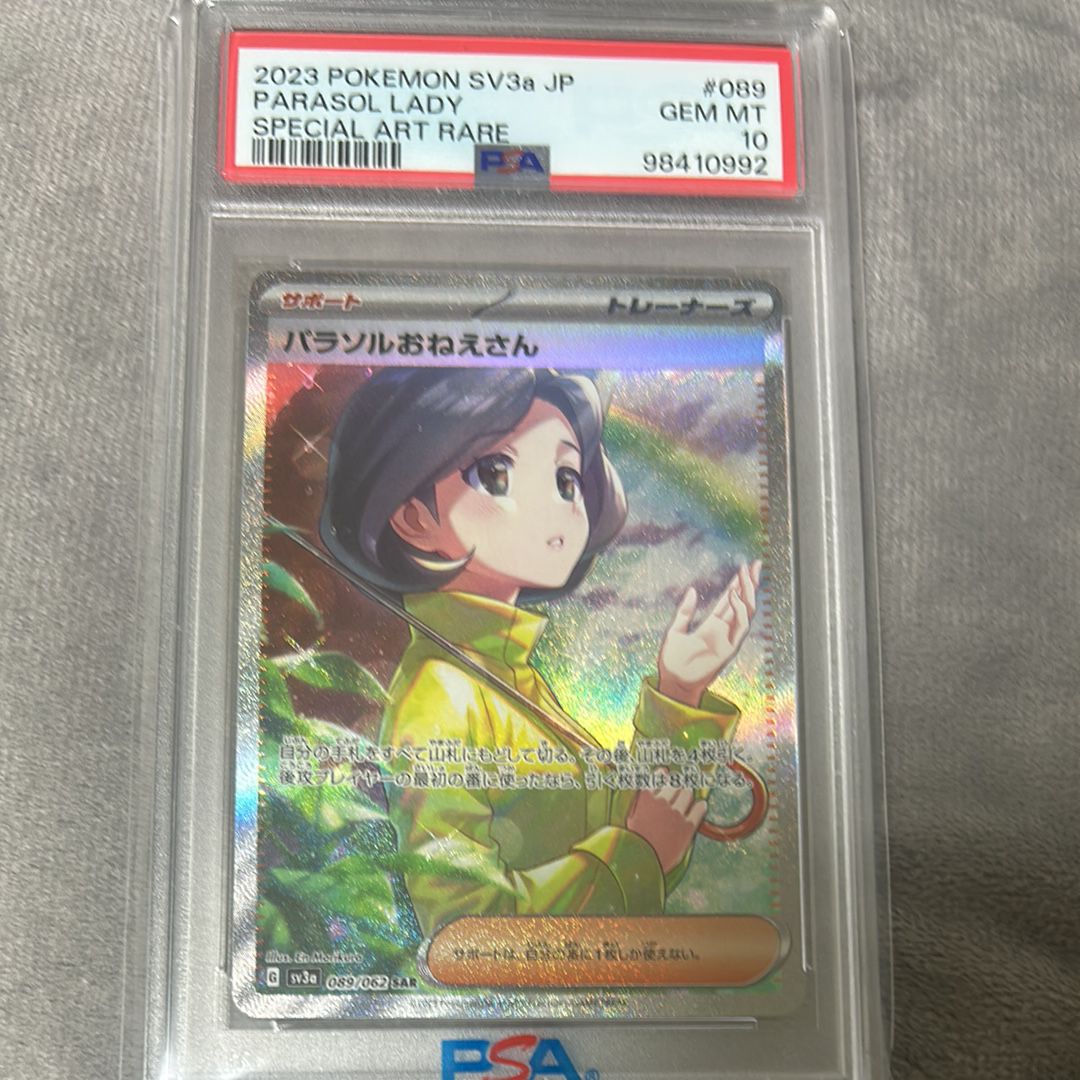 2023 POKEMON SV3a JP #089
PARASOL LADY GEM MT
SPECIAL ART RARE 10
PSA 98410992
サポート トレーナーズ
パラソルおねえさん
自分の手札をすべて山札にもどして切る。その後、山札を4枚引く。
後攻プレイヤーの最初の番に使ったなら、引く枚数は8枚になる。
サポートは、自分の番に1枚しか使えない。
Illus. En Morikura
G sv3a 089/062 SAR
PSA®